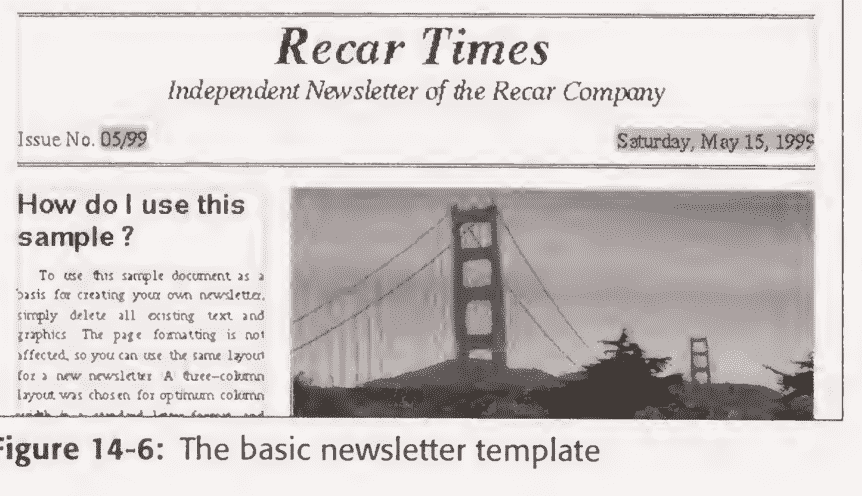 Recar Times
Independent Newsletter of the Recar Company
Issue No. 05/99 Saturday, May 15, 1999
How do I use this
sample ?
To use this sample document as a
basis for creating your own newsletter,
simply delete all existing text and
graphics The page formatting is not
affected, so you can use the same layout
for a new newsletter A three-column
layout was chosen for optimum column
Figure 14-6: The basic newsletter template